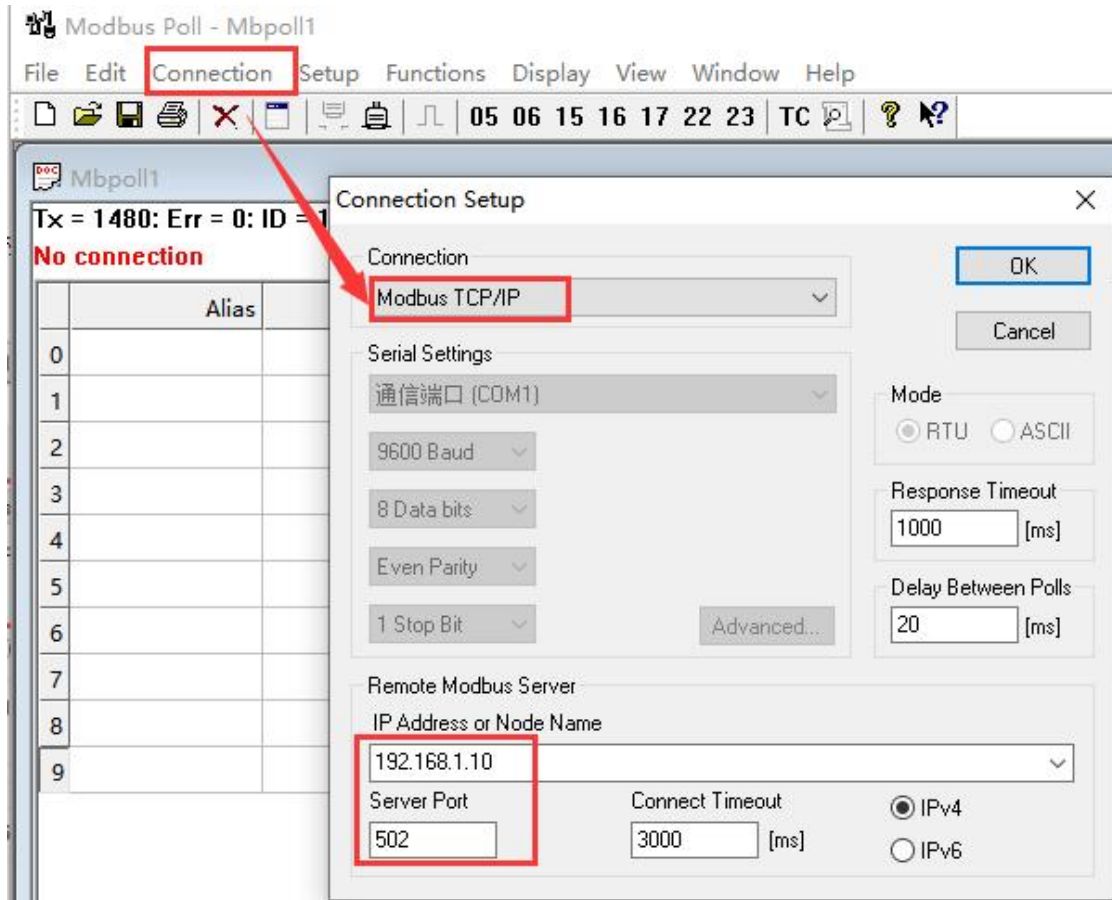 Modbus Poll - Mbpoll1
File Edit Connection Setup Functions Display View Window Help
05 06 15 16 17 22 23 TC
Mbpoll1
Tx = 1480: Err = 0: ID = 1
No connection
Alias
0
1
2
3
4
5
6
7
8
9
Connection Setup
Connection
Modbus TCP/IP
OK
Cancel
Serial Settings
通信端口 (COM1)
9600 Baud
8 Data bits
Even Parity
1 Stop Bit
Advanced...
Mode
RTU ASCII
Response Timeout
1000 [ms]
Delay Between Polls
20 [ms]
Remote Modbus Server
IP Address or Node Name
192.168.1.10
Server Port
502
Connect Timeout
3000 [ms]
IPv4
IPv6